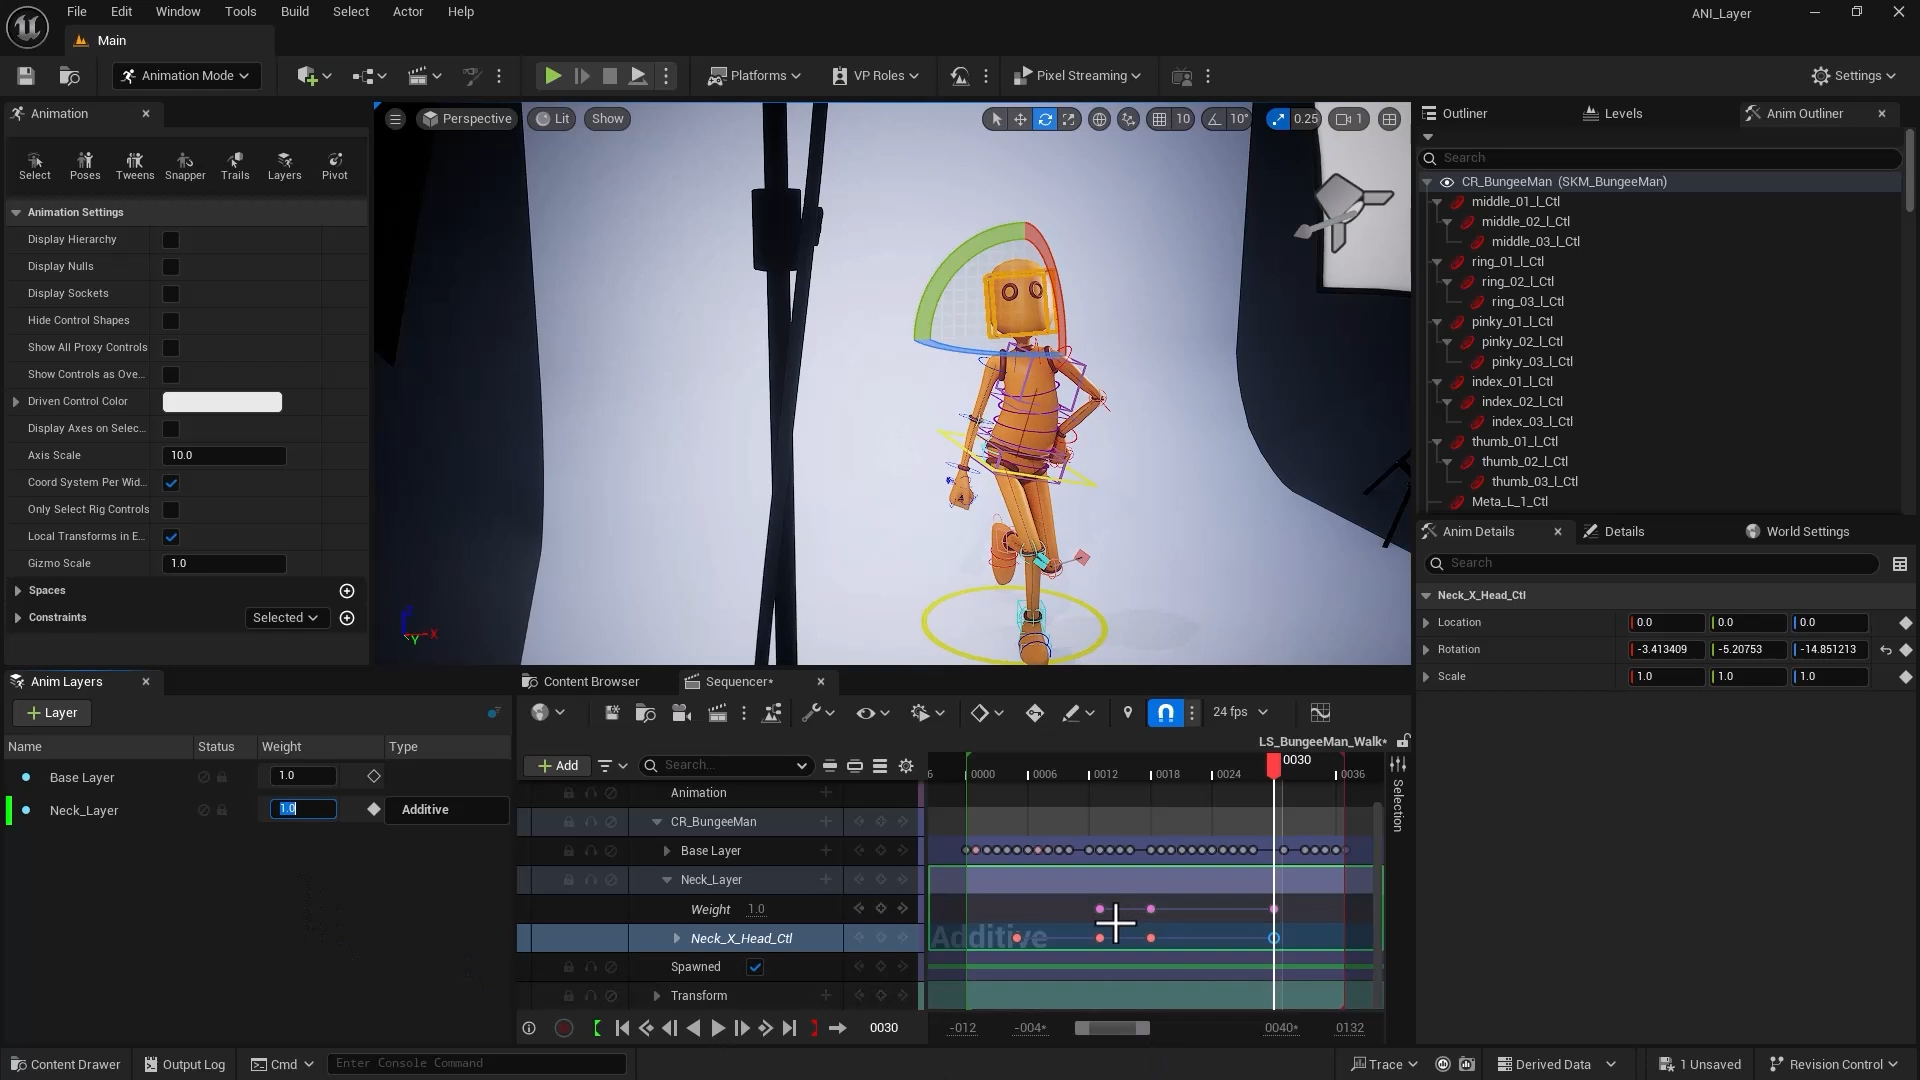 File Edit Window Tools Build Select Actor Help
ANI_Layer
Main
Animation Mode
Platforms
VP Roles
Pixel Streaming
Settings
Animation
Select Poses Tweens Snapper Trails Layers Pivot
Animation Settings
Display Hierarchy
Display Nulls
Display Sockets
Hide Control Shapes
Show All Proxy Controls
Show Controls as Ove...
Driven Control Color
Display Axes on Selec...
Axis Scale 10.0
Coord System Per Wid...
Only Select Rig Controls
Local Transforms in E...
Gizmo Scale 1.0
Spaces
Constraints Selected
Perspective Lit Show
10 10° 0.25 1
Z
X
Y
Outliner Levels Anim Outliner
Search
CR_BungeeMan (SKM_BungeeMan)
middle_01_l_Ctl
middle_02_l_Ctl
middle_03_l_Ctl
ring_01_l_Ctl
ring_02_l_Ctl
ring_03_l_Ctl
pinky_01_l_Ctl
pinky_02_l_Ctl
pinky_03_l_Ctl
index_01_l_Ctl
index_02_l_Ctl
index_03_l_Ctl
thumb_01_l_Ctl
thumb_02_l_Ctl
thumb_03_l_Ctl
Meta_L_1_Ctl
Anim Details Details World Settings
Search
Neck_X_Head_Ctl
Location 0.0 0.0 0.0
Rotation -3.413409 -5.20753 -14.851213
Scale 1.0 1.0 1.0
Anim Layers
+ Layer
Name Status Weight Type
Base Layer 1.0
Neck_Layer 1.0 Additive
Content Browser Sequencer*
24 fps
LS_BungeeMan_Walk*
+ Add Search...
6 0000 0006 0012 0018 0024 0030 0036
Animation
CR_BungeeMan
Base Layer
Neck_Layer
Weight 1.0
Neck_X_Head_Ctl
Additive
Spawned
Transform
Selection
0030
-012 -004* 0040* 0132
Content Drawer Output Log Cmd Enter Console Command
Trace Derived Data 1 Unsaved Revision Control